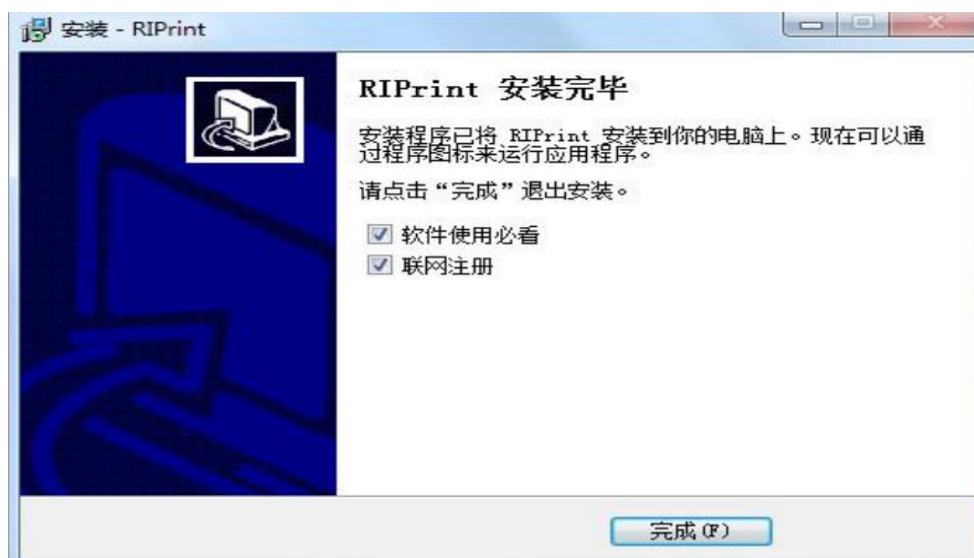 安装 - RIPrint
RIPrint 安装完毕
安装程序已将 RIPrint 安装到你的电脑上。现在可以通
过程序图标来运行应用程序。
请点击“完成”退出安装。
软件使用必看
联网注册
完成(F)